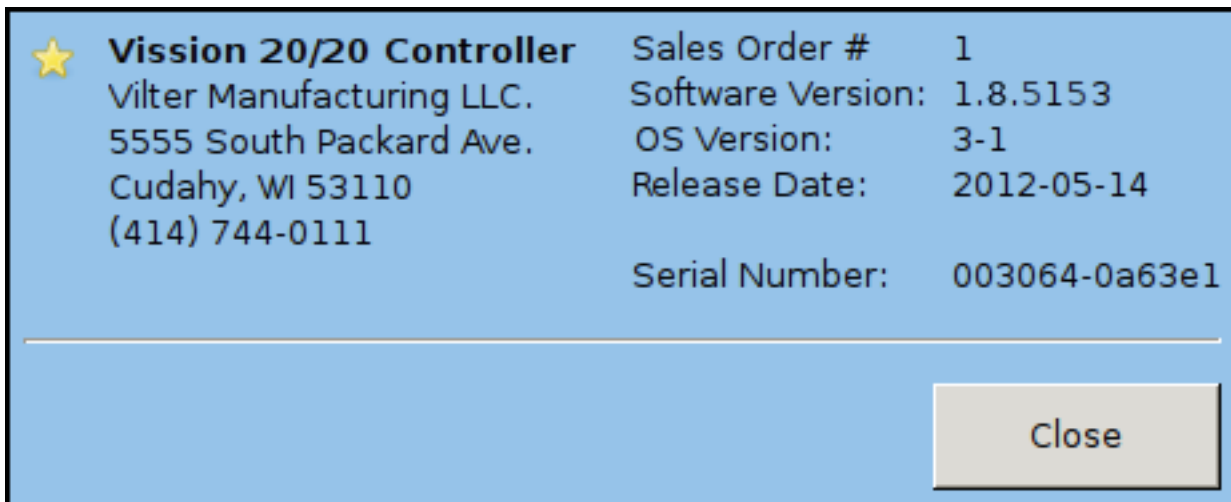 Vission 20/20 Controller
Vilter Manufacturing LLC.
5555 South Packard Ave.
Cudahy, WI 53110
(414) 744-0111
Sales Order # 1
Software Version: 1.8.5153
OS Version: 3-1
Release Date: 2012-05-14
Serial Number: 003064-0a63e1
Close